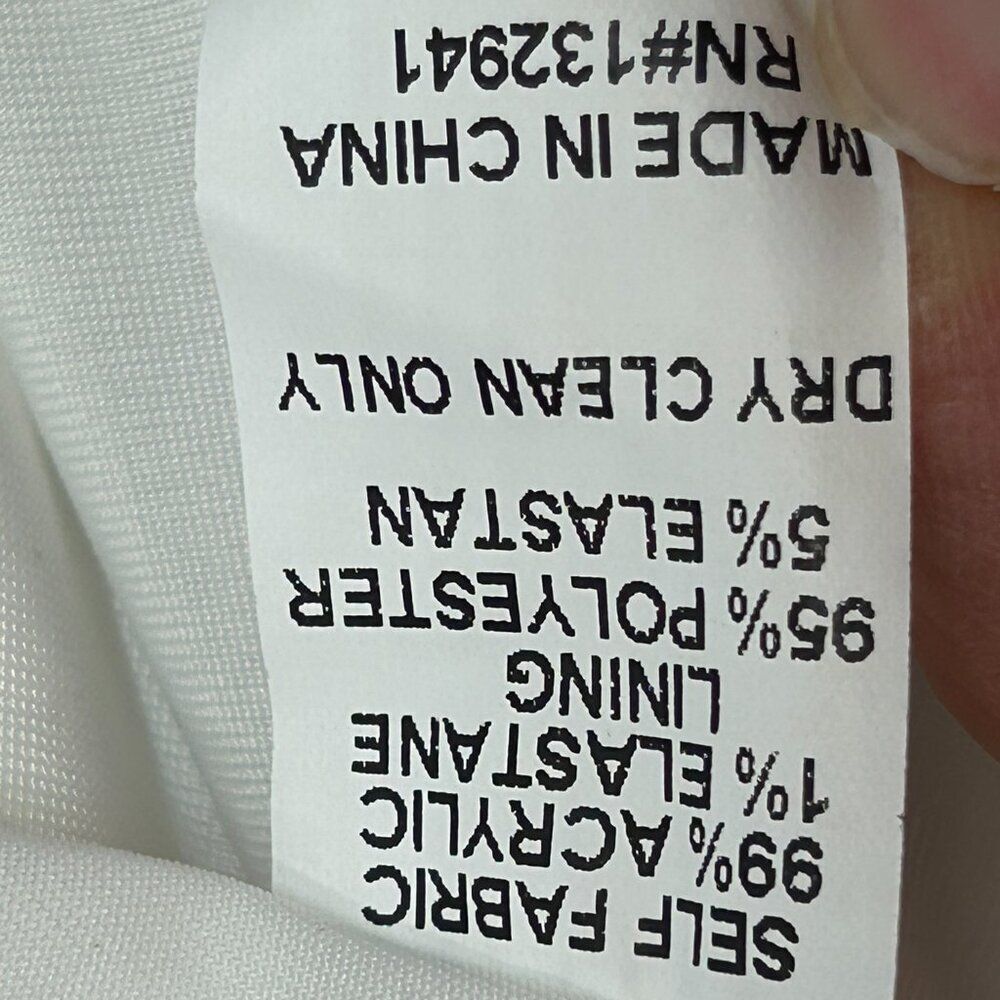 SELF FABRIC
99% ACRYLIC
1% ELASTANE
LINING
95% POLYESTER
5% ELASTAN
DRY CLEAN ONLY
MADE IN CHINA
RN#132941